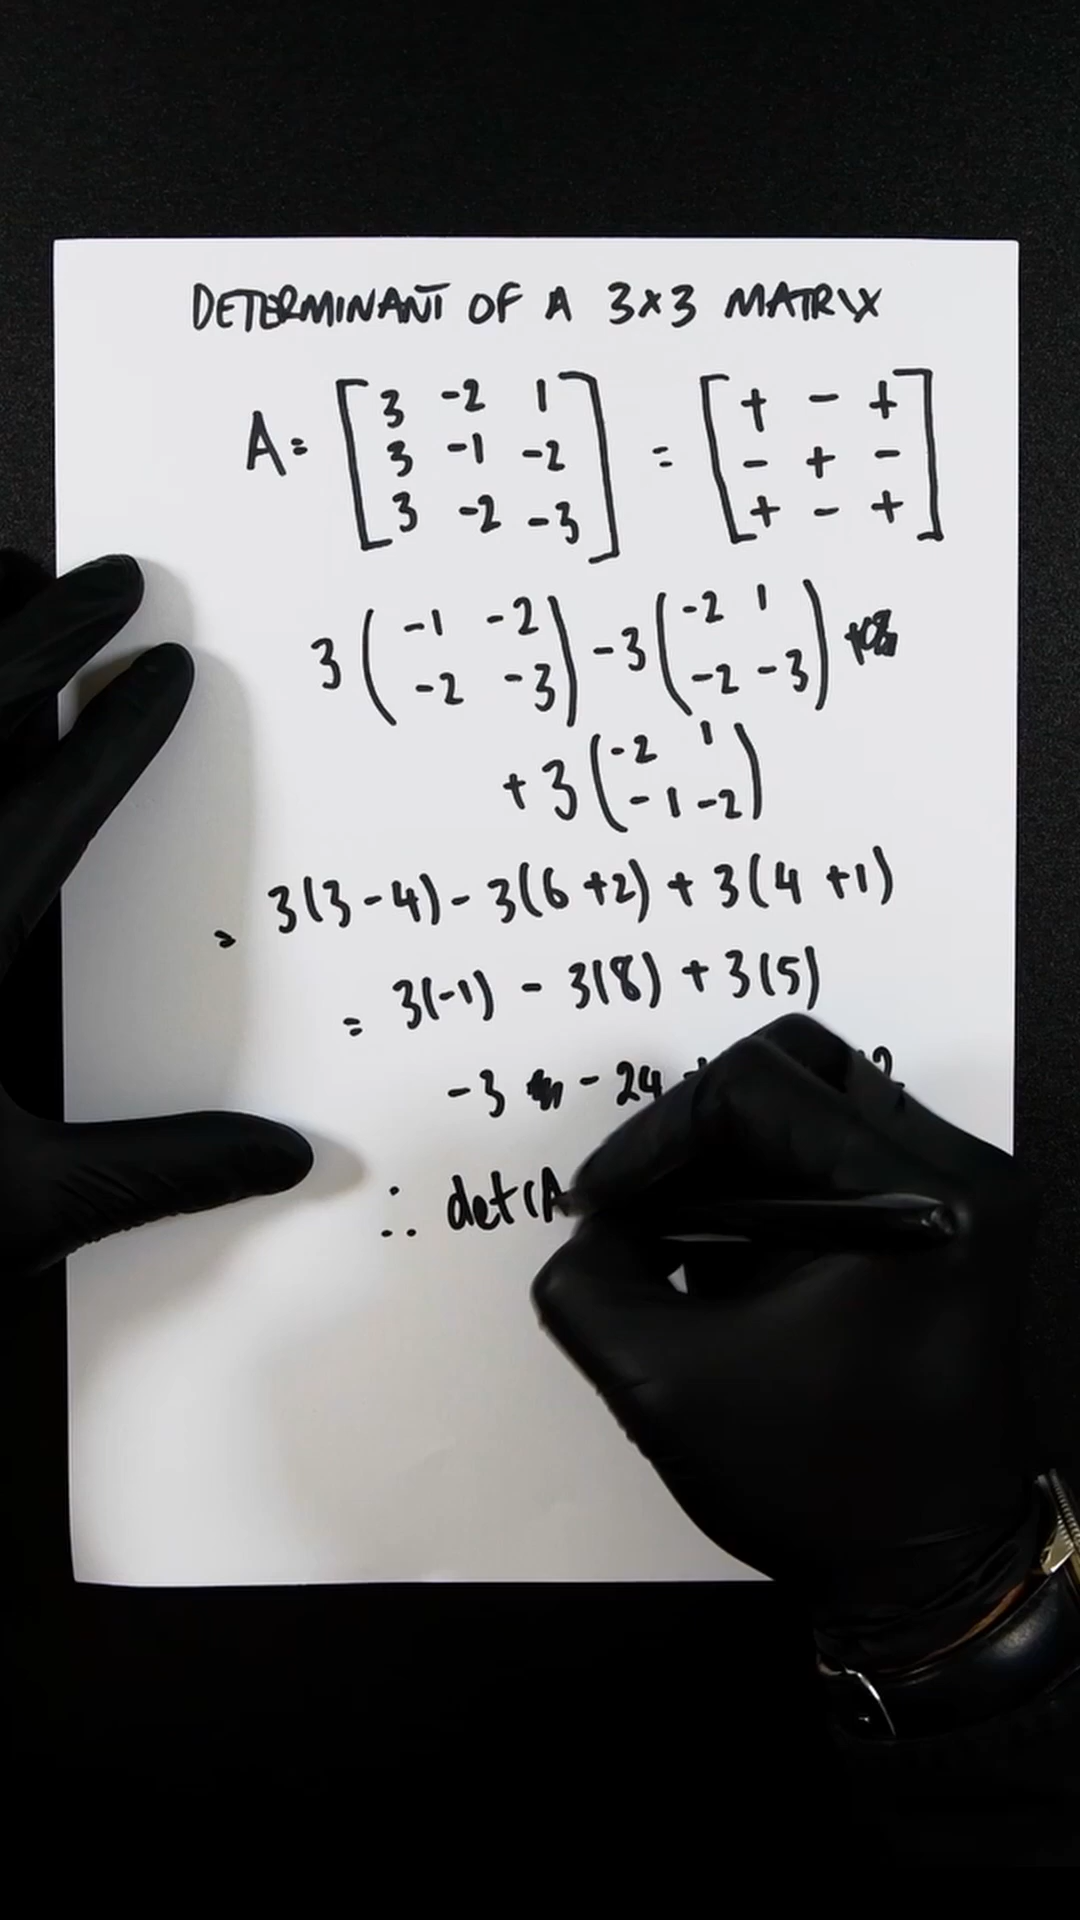 DETERMINANT OF A 3×3 MATRIX
A= [3 -2 1] = [+ - +]
[3 -1 -2] [- + -]
[3 -2 -3] [+ - +]
3(-1 -2) -3(-2 1)
(-2 -3) (-2 -3)
+3(-2 1)
(-1 -2)
= 3(3-4)-3(6+2)+3(4+1)
= 3(-1) - 3(8) + 3(5)
-3 - 24
∴ det(A